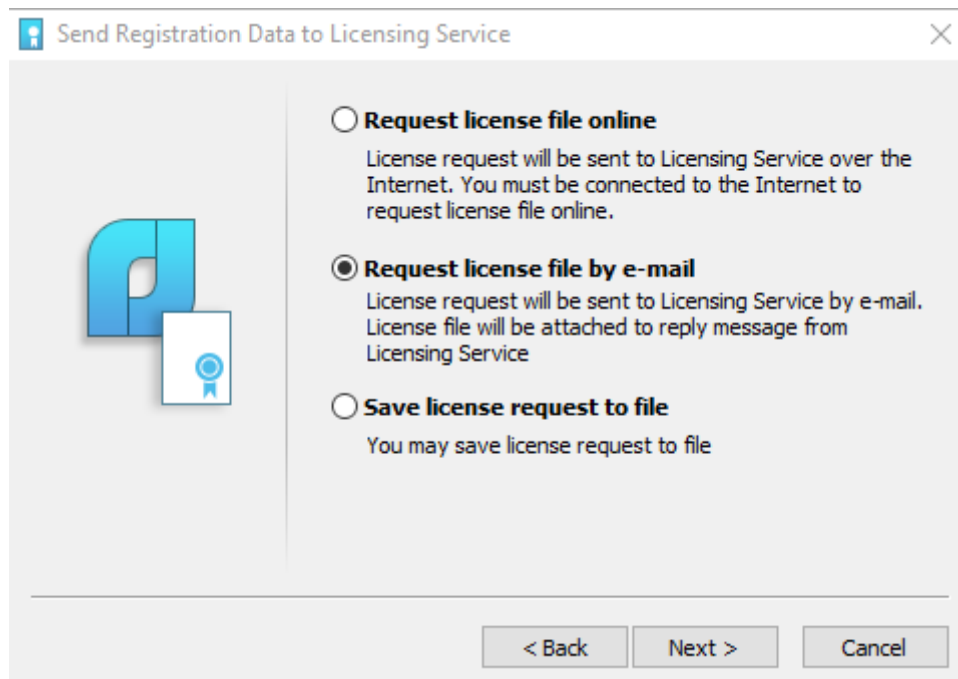 Send Registration Data to Licensing Service
Request license file online
License request will be sent to Licensing Service over the
Internet. You must be connected to the Internet to
request license file online.
Request license file by e-mail
License request will be sent to Licensing Service by e-mail.
License file will be attached to reply message from
Licensing Service
Save license request to file
You may save license request to file
< Back Next > Cancel